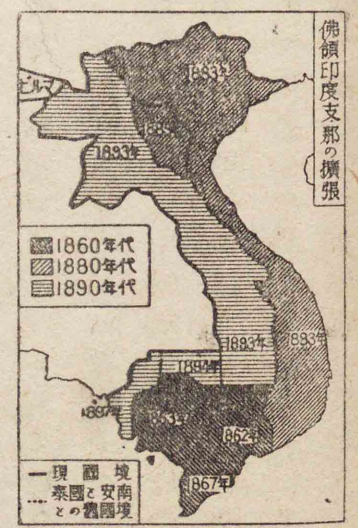 佛領印度支那の擴張
ビルマ
1883年
1893年
1860年代
1880年代
1890年代
1893年
1883年
1863年
1862年
1867年
現國境
泰國と安南
との舊國境